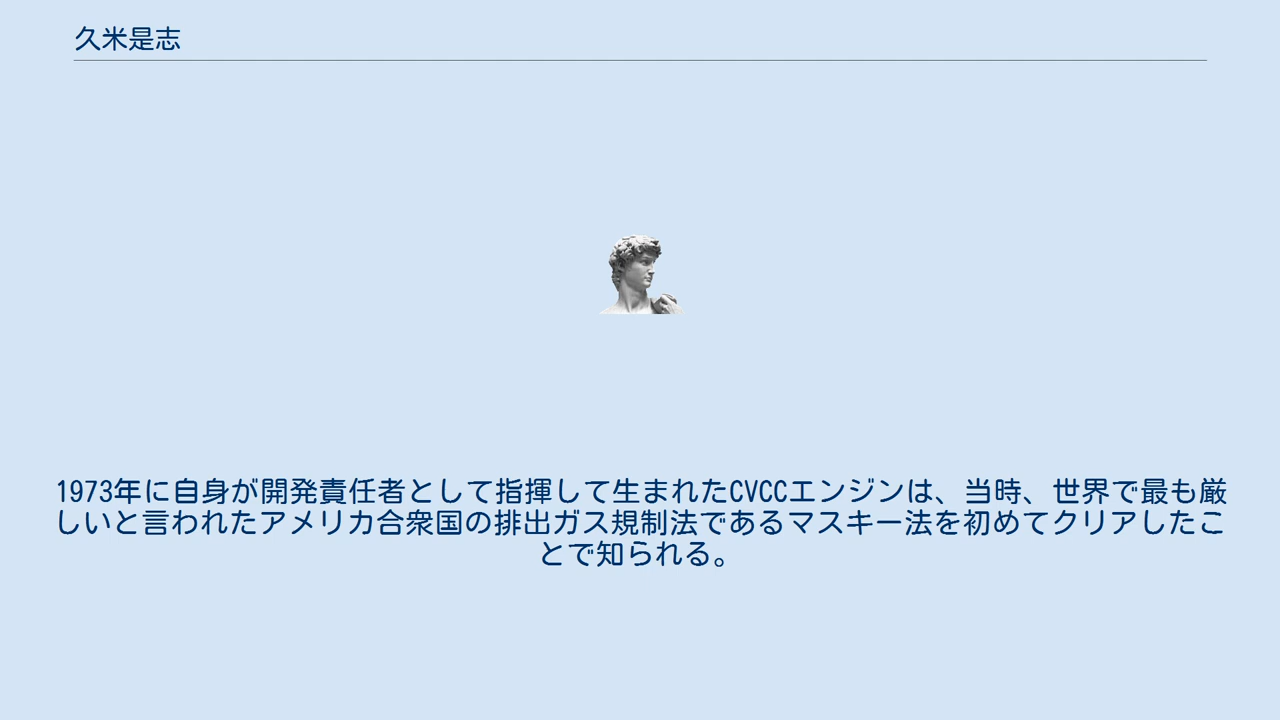 久米是志
1973年に自身が開発責任者として指揮して生まれたCVCCエンジンは、当時、世界で最も厳
しいと言われたアメリカ合衆国の排出ガス規制法であるマスキー法を初めてクリアしたこ
とで知られる。